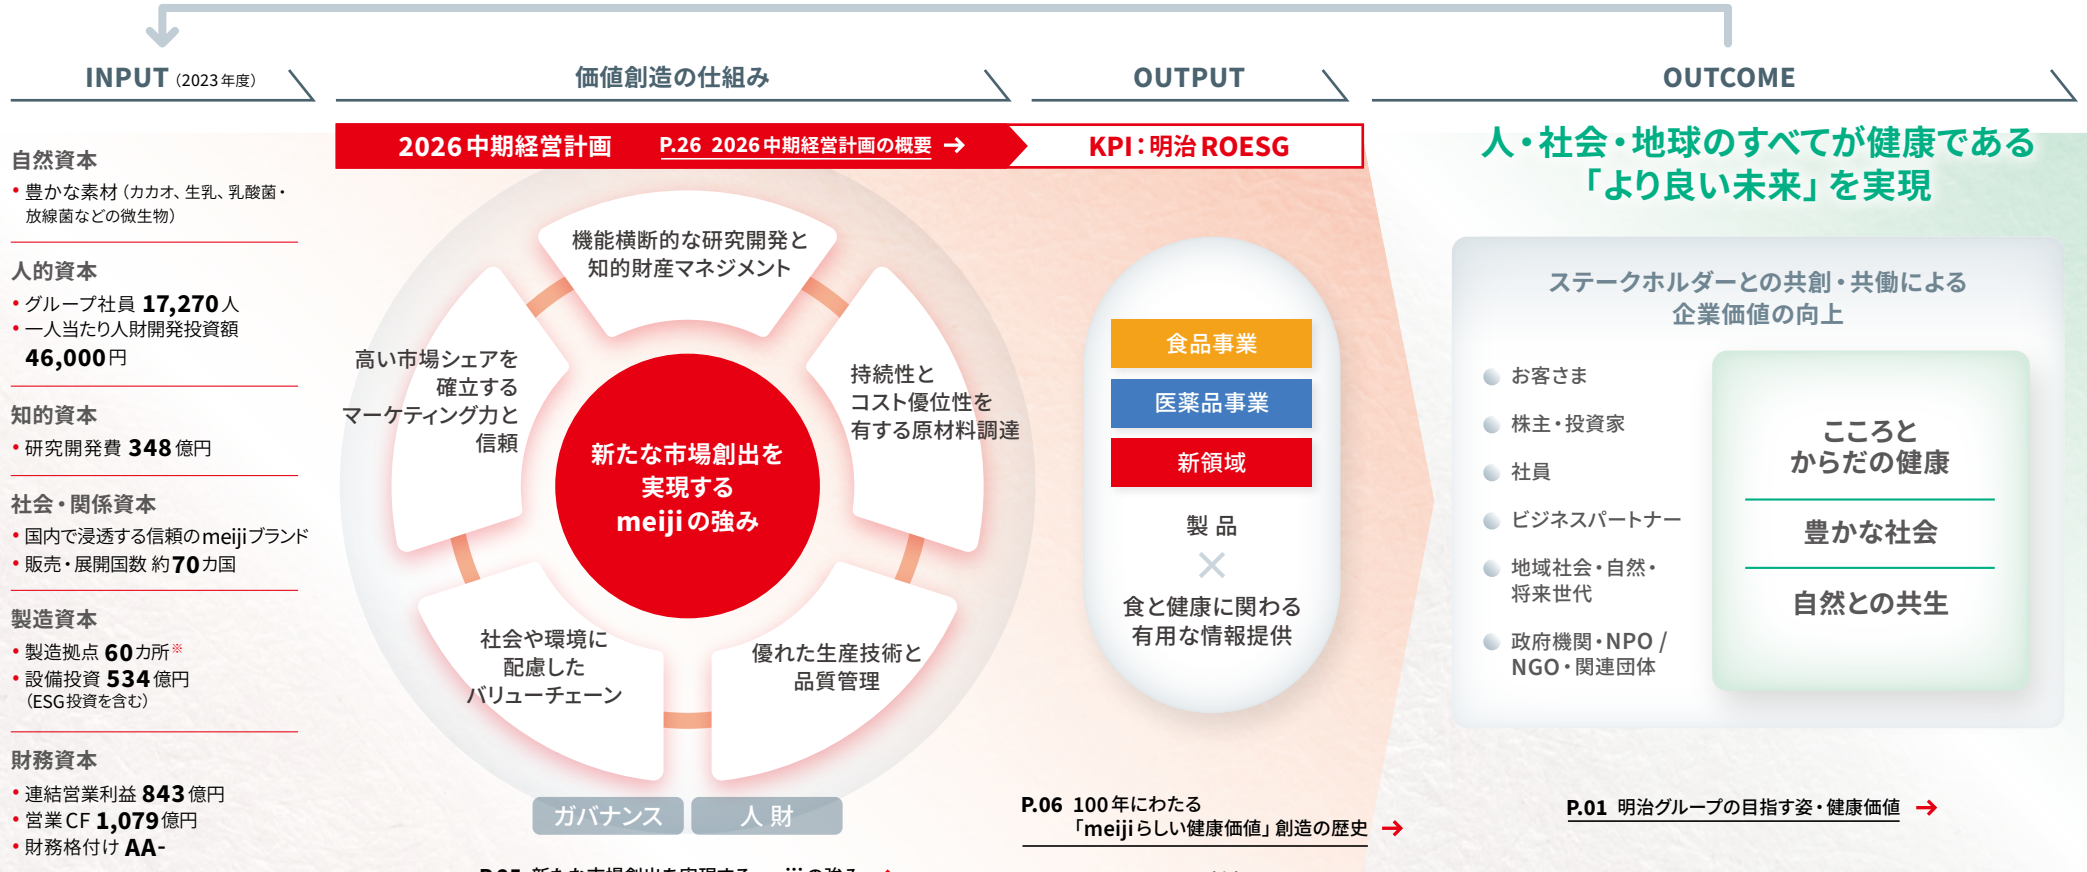 INPUT（2023年度）
価値創造の仕組み
OUTPUT
OUTCOME
自然資本
・豊かな素材（カカオ、生乳、乳酸菌・
放線菌などの微生物）
人的資本
・グループ社員 17,270人
・一人当たり人財開発投資額
46,000円
知的資本
・研究開発費 348億円
社会・関係資本
・国内で浸透する信頼のmeijiブランド
・販売・展開国数 約70カ国
製造資本
・製造拠点 60カ所※
・設備投資 534億円
（ESG投資を含む）
財務資本
・連結営業利益 843億円
・営業CF 1,079億円
・財務格付け AA-
2026中期経営計画 P.26 2026中期経営計画の概要 →
機能横断的な研究開発と
知的財産マネジメント
高い市場シェアを
確立する
マーケティング力と
信頼
持続性と
コスト優位性を
有する原材料調達
新たな市場創出を
実現する
meijiの強み
社会や環境に
配慮した
バリューチェーン
優れた生産技術と
品質管理
ガバナンス
人財
KPI：明治ROESG
食品事業
医薬品事業
新領域
製品
×
食と健康に関わる
有用な情報提供
P.06 100年にわたる
「meijiらしい健康価値」創造の歴史 →
人・社会・地球のすべてが健康である
「より良い未来」を実現
ステークホルダーとの共創・共働による
企業価値の向上
お客さま
株主・投資家
社員
ビジネスパートナー
地域社会・自然・
将来世代
政府機関・NPO /
NGO・関連団体
こころと
からだの健康
豊かな社会
自然との共生
P.01 明治グループの目指す姿・健康価値 →